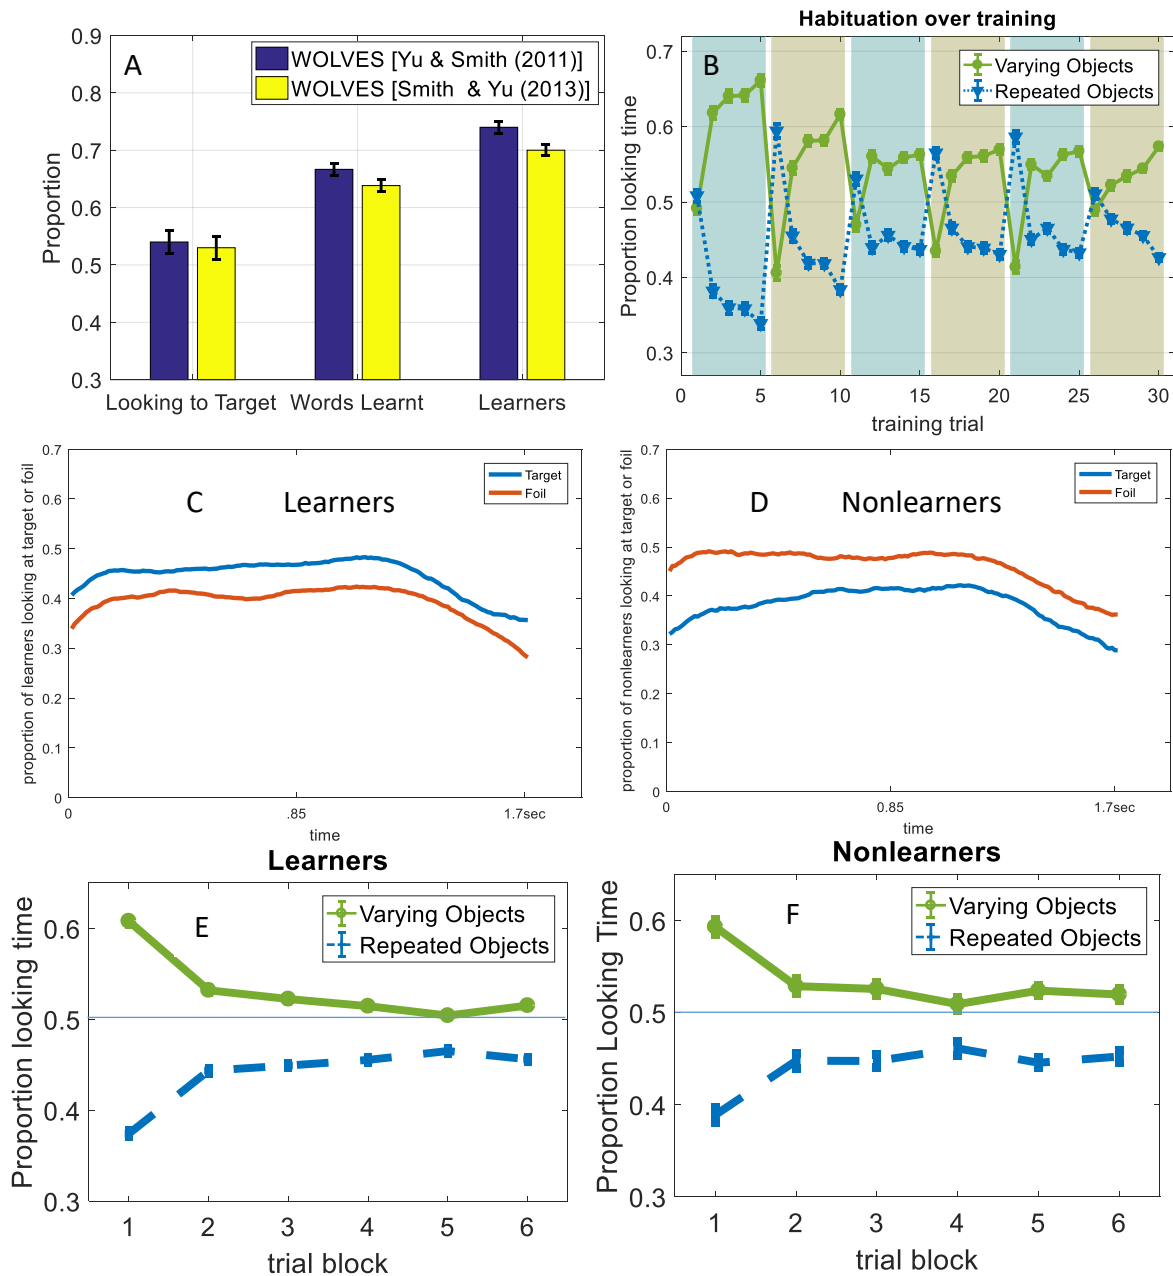 A
WOLVES [Yu & Smith (2011)]
WOLVES [Smith & Yu (2013)]
Proportion
0.9
0.8
0.7
0.6
0.5
0.4
0.3
Looking to Target
Words Learnt
Learners
Habituation over training
B
Varying Objects
Repeated Objects
Proportion looking time
0.7
0.6
0.5
0.4
0.3
0
5
10
15
20
25
30
training trial
C
Learners
Target
Foil
proportion of learners looking at target or foil
0.7
0.6
0.5
0.4
0.3
0.2
0.1
0
0
.85
1.7sec
time
D
Nonlearners
Target
Foil
proportion of nonlearners looking at target or foil
0.7
0.6
0.5
0.4
0.3
0.2
0.1
0
0
0.85
1.7sec
time
Learners
E
Varying Objects
Repeated Objects
Proportion looking time
0.6
0.5
0.4
0.3
1
2
3
4
5
6
trial block
Nonlearners
F
Varying Objects
Repeated Objects
Proportion Looking Time
0.6
0.5
0.4
0.3
1
2
3
4
5
6
trial block